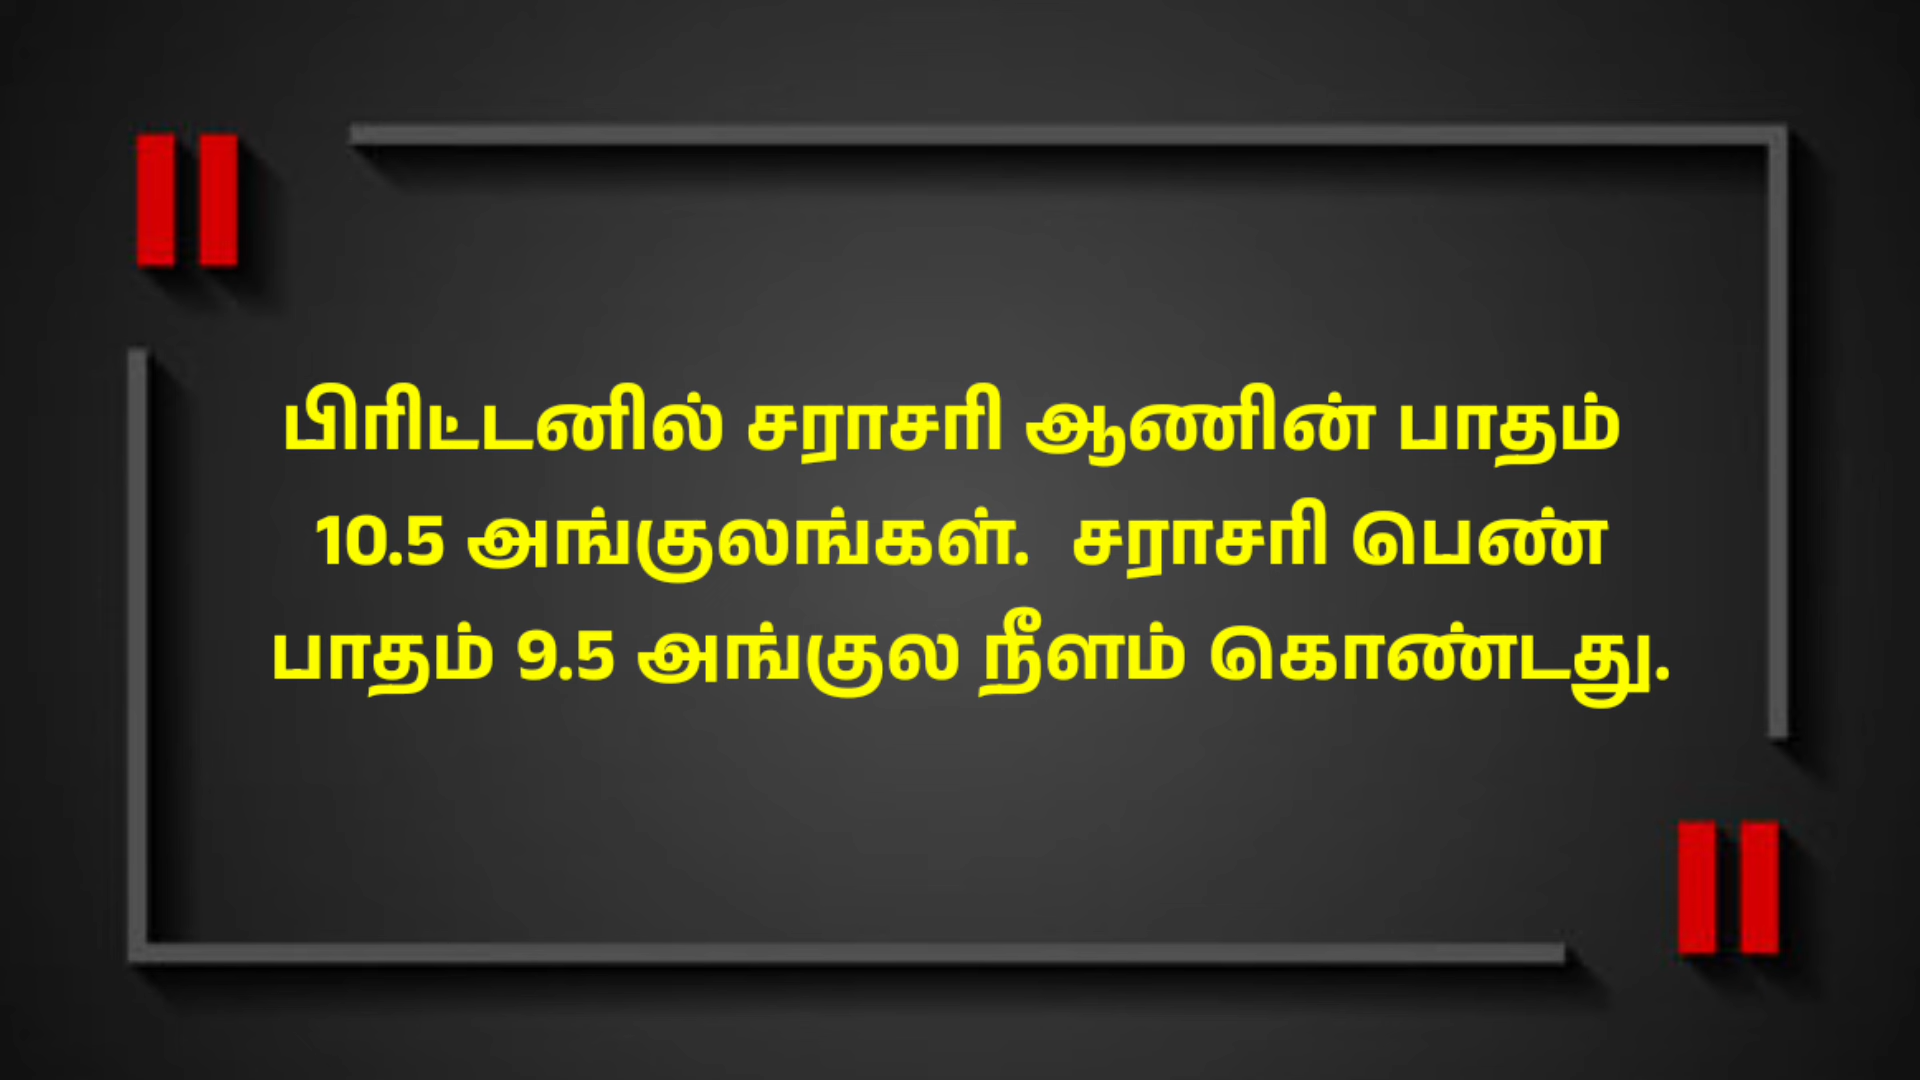 பிரிட்டனில் சராசரி ஆணின் பாதம்
10.5 அங்குலங்கள்.  சராசரி பெண்
பாதம் 9.5 அங்குல நீளம் கொண்டது.